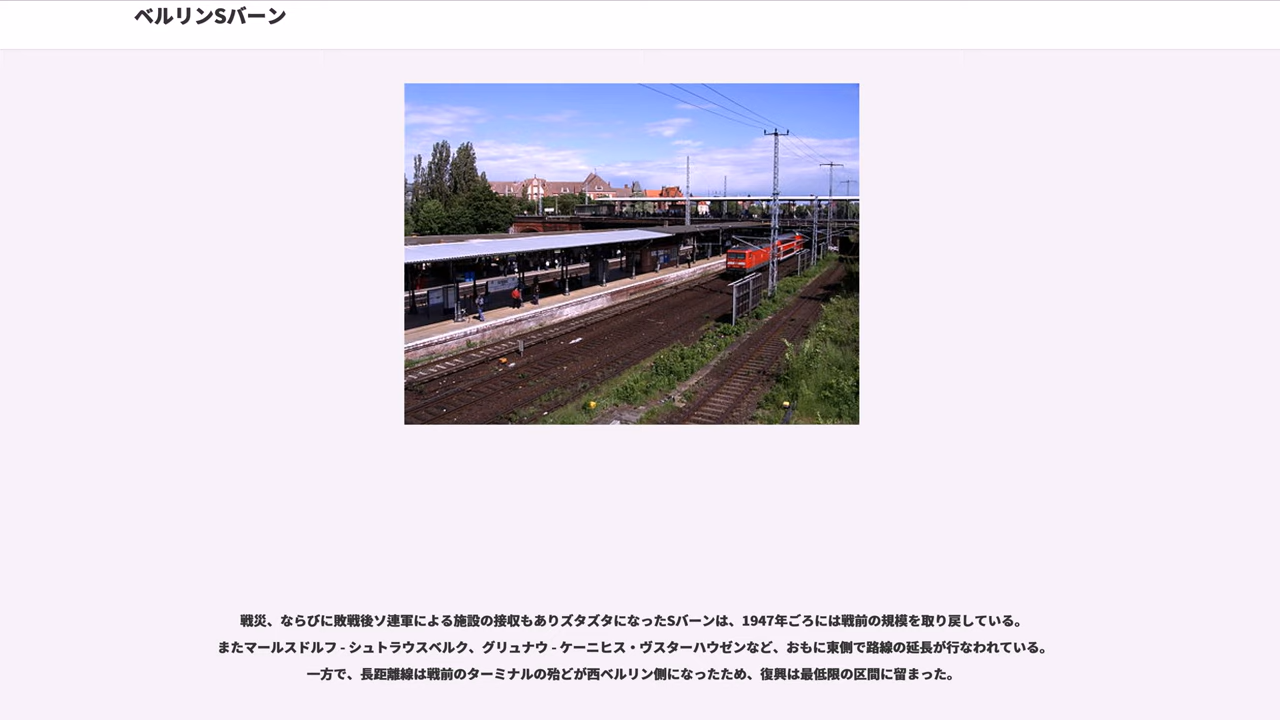 ベルリンSバーン
戦災、ならびに敗戦後ソ連軍による施設の接収もありズタズタになったSバーンは、1947年ごろには戦前の規模を取り戻している。
またマールスドルフ - シュトラウスベルク、グリュナウ - ケーニヒス・ヴスターハウゼンなど、おもに東側で路線の延長が行なわれている。
一方で、長距離線は戦前のターミナルの殆どが西ベルリン側になったため、復興は最低限の区間に留まった。